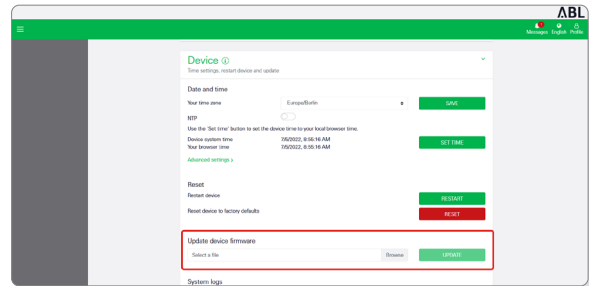 ABL
1
Messages English Profile
Device i
Time settings, restart device and update
Date and time
Your time zone Europe/Berlin SAVE
NTP
Use the 'Set time' button to set the device time to your local browser time.
Device system time 7/5/2022, 8:55:16 AM SET TIME
Your browser time 7/5/2022, 8:55:16 AM
Advanced settings >
Reset
Restart device RESTART
Reset device to factory defaults RESET
Update device firmware
Select a file Browse UPDATE
System logs